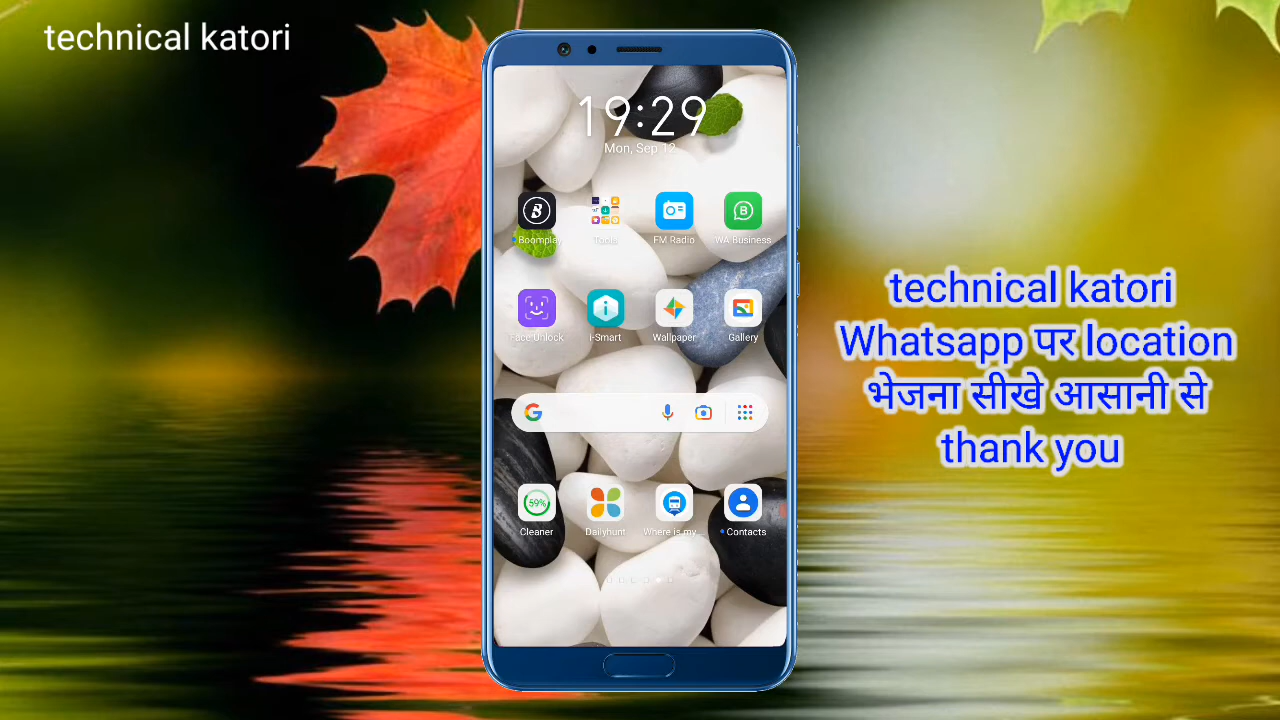 technical katori
19:29
Mon, Sep 12
Boomplay
Tools
FM Radio
WA Business
Face Unlock
i-Smart
Wallpaper
Gallery
59%
Cleaner
Dailyhunt
Where is my...
Contacts
technical katori
Whatsapp पर location
भेजना सीखे आसानी से
thank you